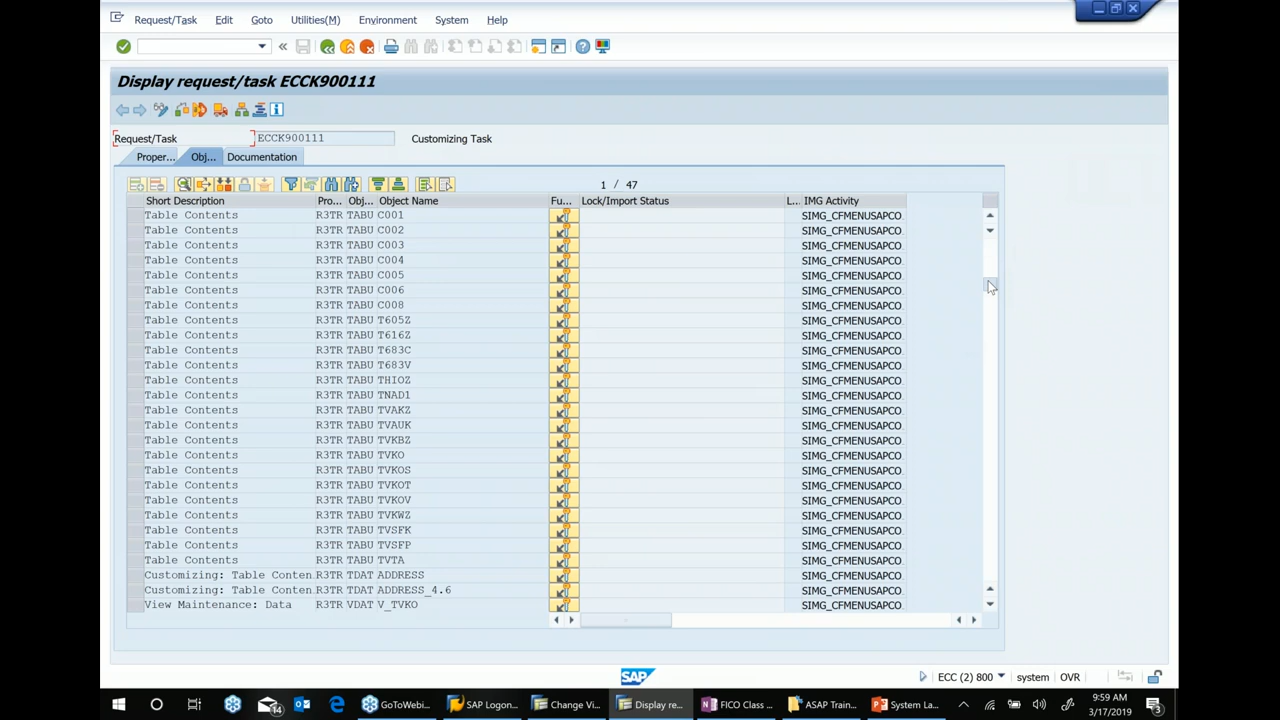 Request/Task Edit Goto Utilities(M) Environment System Help
Display request/task ECCK900111
Request/Task ECCK900111 Customizing Task
Proper... Obj... Documentation
1 / 47
Short Description Pro... Obj... Object Name Fu... Lock/Import Status L... IMG Activity
Table Contents R3TR TABU C001 SIMG_CFMENUSAPCO
Table Contents R3TR TABU C002 SIMG_CFMENUSAPCO
Table Contents R3TR TABU C003 SIMG_CFMENUSAPCO
Table Contents R3TR TABU C004 SIMG_CFMENUSAPCO
Table Contents R3TR TABU C005 SIMG_CFMENUSAPCO
Table Contents R3TR TABU C006 SIMG_CFMENUSAPCO
Table Contents R3TR TABU C008 SIMG_CFMENUSAPCO
Table Contents R3TR TABU T605Z SIMG_CFMENUSAPCO
Table Contents R3TR TABU T616Z SIMG_CFMENUSAPCO
Table Contents R3TR TABU T683C SIMG_CFMENUSAPCO
Table Contents R3TR TABU T683V SIMG_CFMENUSAPCO
Table Contents R3TR TABU THIOZ SIMG_CFMENUSAPCO
Table Contents R3TR TABU TNAD1 SIMG_CFMENUSAPCO
Table Contents R3TR TABU TVAKZ SIMG_CFMENUSAPCO
Table Contents R3TR TABU TVAUK SIMG_CFMENUSAPCO
Table Contents R3TR TABU TVKBZ SIMG_CFMENUSAPCO
Table Contents R3TR TABU TVKO SIMG_CFMENUSAPCO
Table Contents R3TR TABU TVKOS SIMG_CFMENUSAPCO
Table Contents R3TR TABU TVKOT SIMG_CFMENUSAPCO
Table Contents R3TR TABU TVKOV SIMG_CFMENUSAPCO
Table Contents R3TR TABU TVKWZ SIMG_CFMENUSAPCO
Table Contents R3TR TABU TVSFK SIMG_CFMENUSAPCO
Table Contents R3TR TABU TVSFP SIMG_CFMENUSAPCO
Table Contents R3TR TABU TVTA SIMG_CFMENUSAPCO
Customizing: Table Conten R3TR TDAT ADDRESS SIMG_CFMENUSAPCO
Customizing: Table Conten R3TR TDAT ADDRESS_4.6 SIMG_CFMENUSAPCO
View Maintenance: Data R3TR VDAT V_TVKO SIMG_CFMENUSAPCO
SAP ECC (2) 800 system OVR
14 GoToWebi... SAP Logon... Change Vi... Display re... FICO Class ... ASAP Train... System La... 9:59 AM
3/17/2019 3